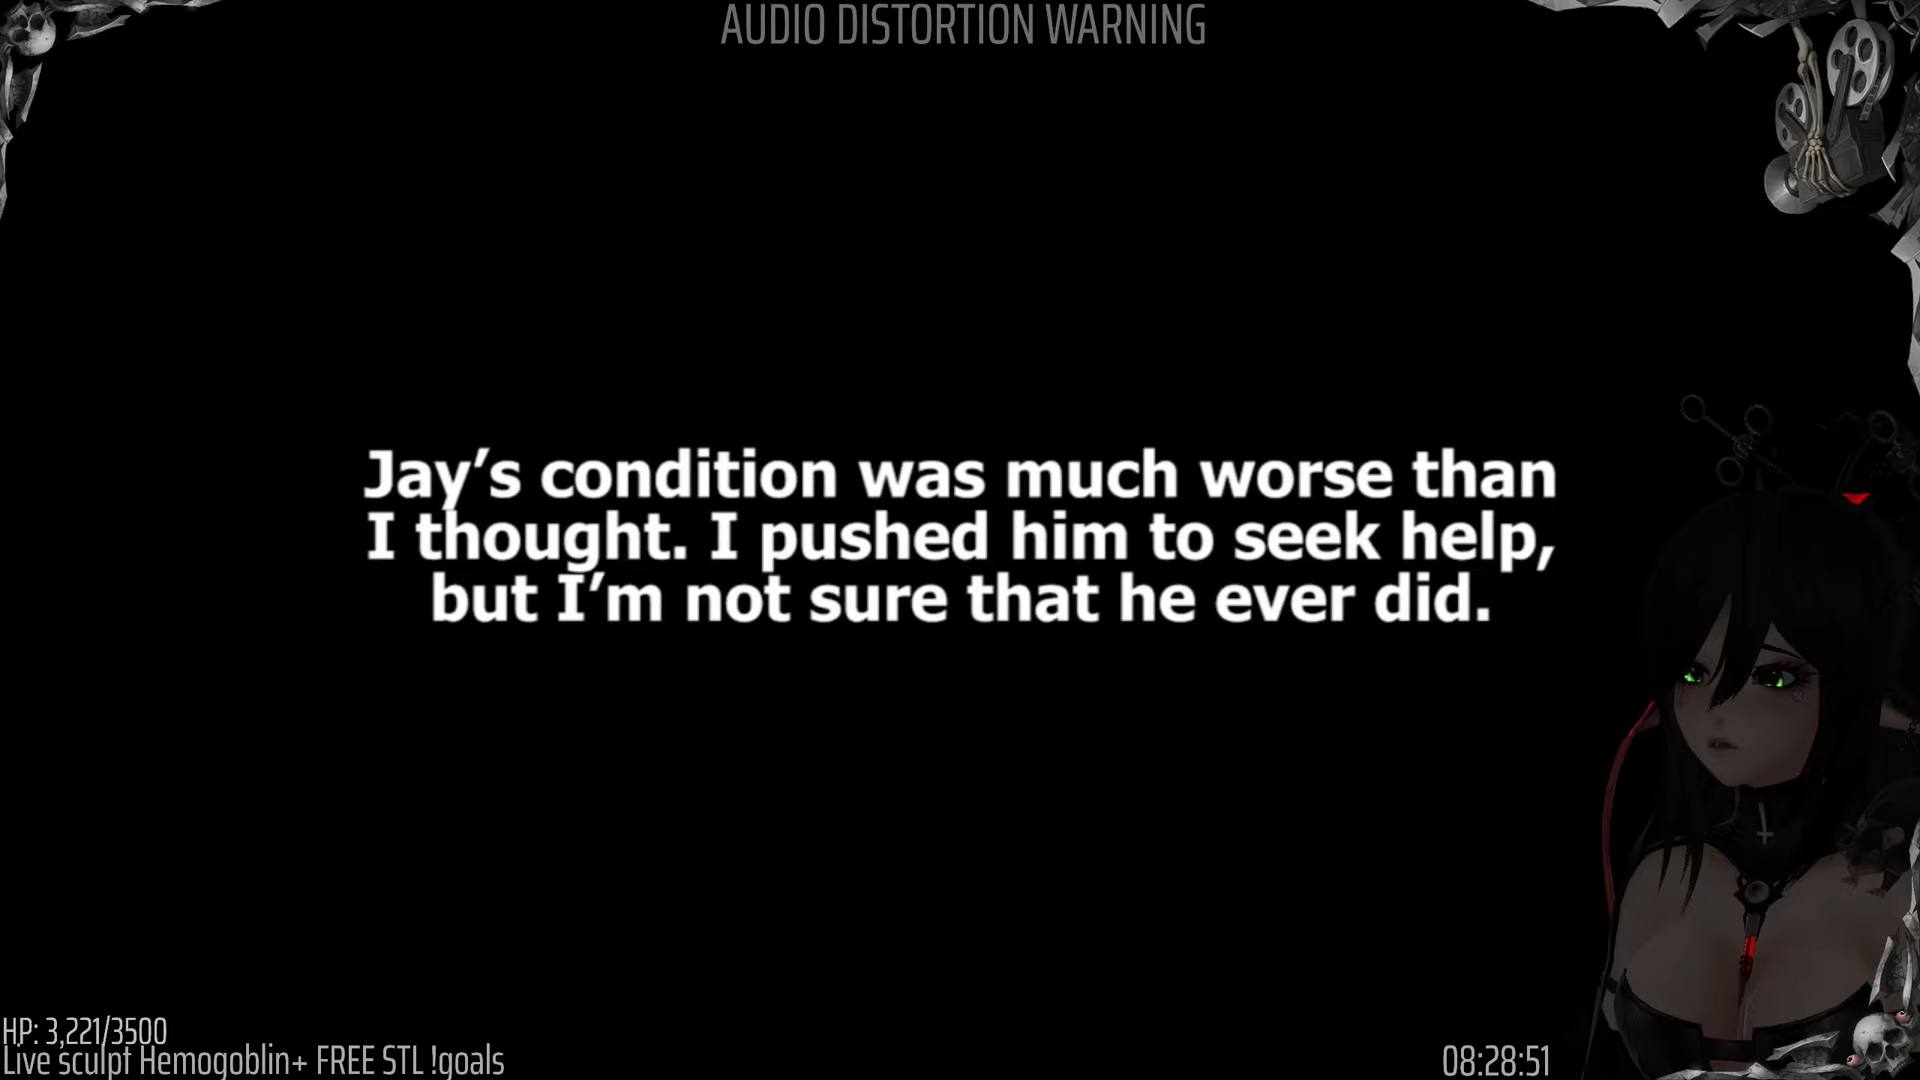 AUDIO DISTORTION WARNING
Jay’s condition was much worse than
I thought. I pushed him to seek help,
but I’m not sure that he ever did.
HP: 3,221/3500
Live sculpt Hemogoblin+ FREE STL !goals
08:28:51